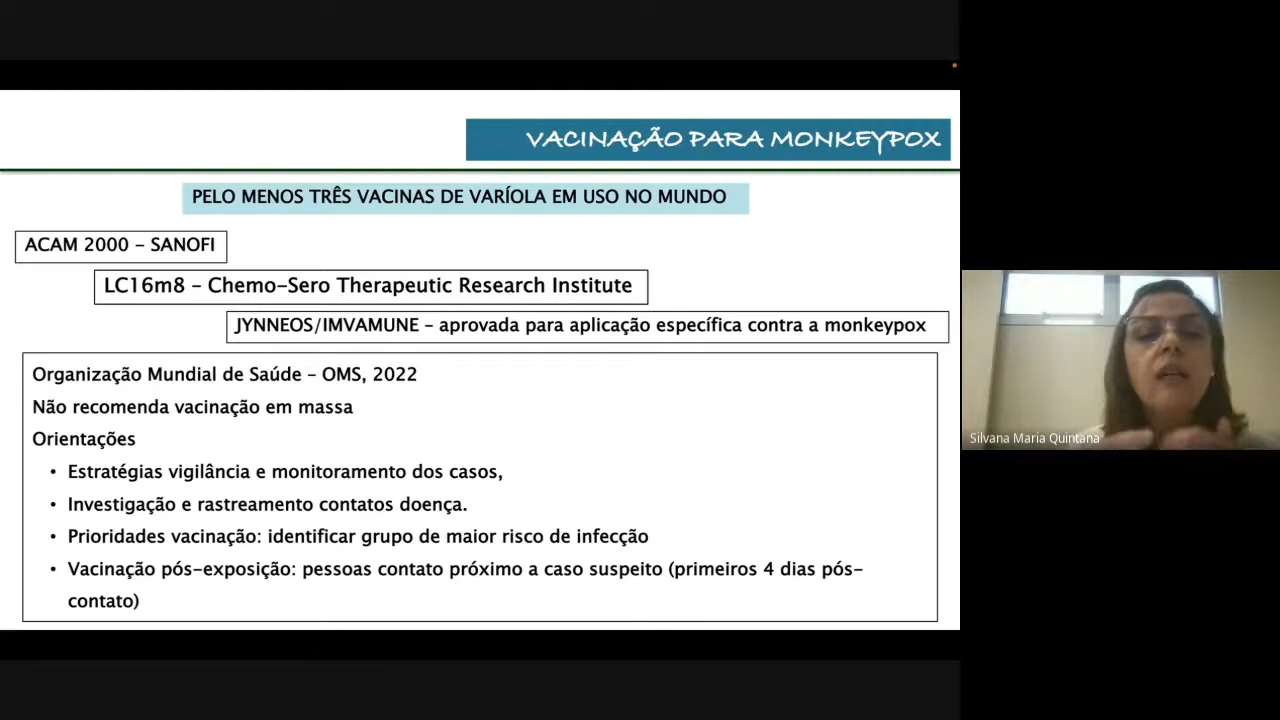 VACINAÇÃO PARA MONKEYPOX
PELO MENOS TRÊS VACINAS DE VARÍOLA EM USO NO MUNDO
ACAM 2000 – SANOFI
LC16m8 – Chemo-Sero Therapeutic Research Institute
JYNNEOS/IMVAMUNE – aprovada para aplicação específica contra a monkeypox
Organização Mundial de Saúde – OMS, 2022
Não recomenda vacinação em massa
Orientações
• Estratégias vigilância e monitoramento dos casos,
• Investigação e rastreamento contatos doença.
• Prioridades vacinação: identificar grupo de maior risco de infecção
• Vacinação pós-exposição: pessoas contato próximo a caso suspeito (primeiros 4 dias pós-
contato)
Silvana Maria Quintana